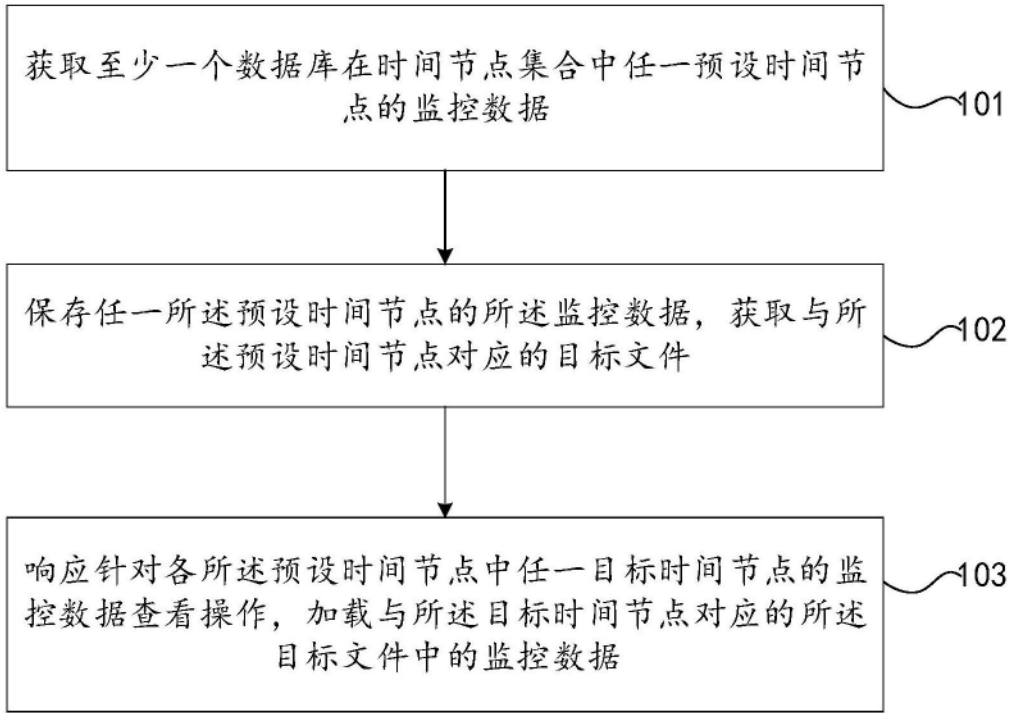 获取至少一个数据库在时间节点集合中任一预设时间节
点的监控数据
101
保存任一所述预设时间节点的所述监控数据，获取与所
述预设时间节点对应的目标文件
102
响应针对各所述预设时间节点中任一目标时间节点的监
控数据查看操作，加载与所述目标时间节点对应的所述
目标文件中的监控数据
103